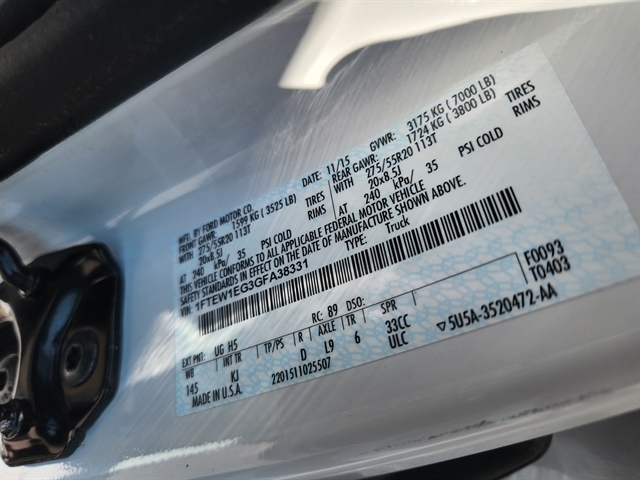 MFD BY FORD MOTOR CO.
DATE: 11/15 GVWR: 3175 KG ( 7000 LB)
FRONT GAWR: 1599 KG ( 3525 LB) REAR GAWR: 1724 KG ( 3800 LB)
WITH 275/55R20 113T TIRES WITH 275/55R20 113T TIRES
20x8.5J RIMS 20x8.5J RIMS
AT 240 kPa/ 35 PSI COLD AT 240 kPa/ 35 PSI COLD
THIS VEHICLE CONFORMS TO ALL APPLICABLE FEDERAL MOTOR VEHICLE
SAFETY STANDARDS IN EFFECT ON THE DATE OF MANUFACTURE SHOWN ABOVE.
VIN: 1FTEW1EG3GFA38331
TYPE: Truck
F0093
T0403
EXT PNT: UG H5 RC: 89 DSO:
WB INT TR TP/PS R AXLE TR SPR
145 KJ D L9 6 33CC
ULC
MADE IN U.S.A. 2201511025507
5U5A-3520472-AA